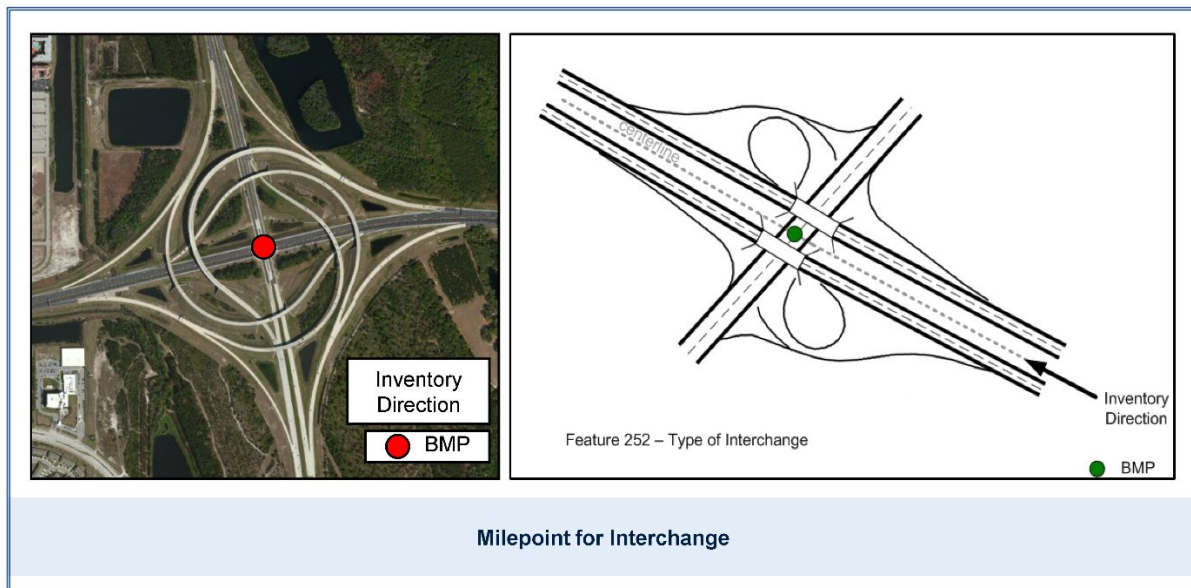 Inventory
Direction
BMP
centerline
Inventory
Direction
Feature 252 – Type of Interchange
BMP
Milepoint for Interchange